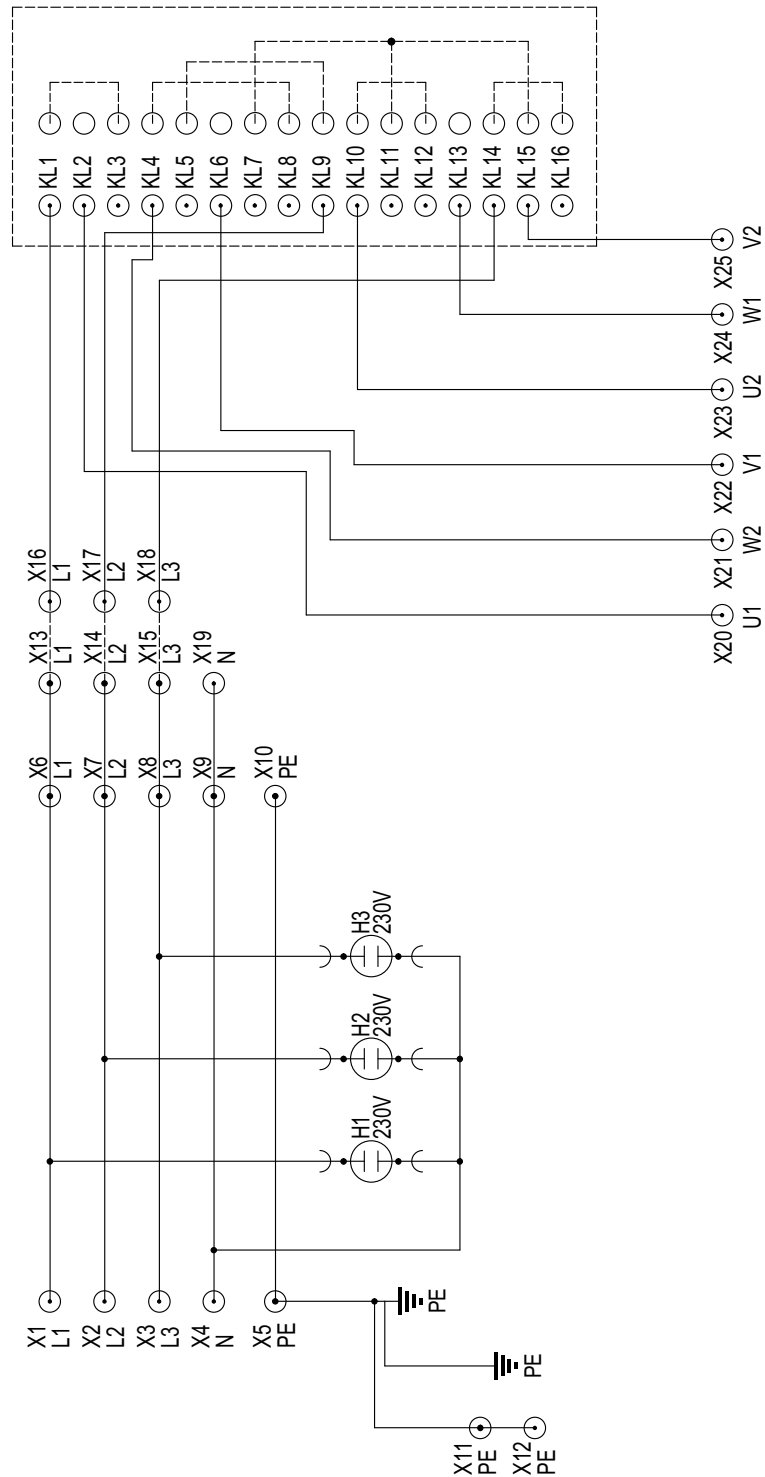 KL1
KL2
KL3
KL4
KL5
KL6
KL7
KL8
KL9
KL10
KL11
KL12
KL13
KL14
KL15
KL16
X25
V2
X24
W1
X23
U2
X22
V1
X21
W2
X20
U1
X16
L1
X17
L2
X18
L3
X13
L1
X14
L2
X15
L3
X19
N
X6
L1
X7
L2
X8
L3
X9
N
X10
PE
H3
230V
H2
230V
H1
230V
X1
L1
X2
L2
X3
L3
X4
N
X5
PE
PE
PE
X11
PE
X12
PE